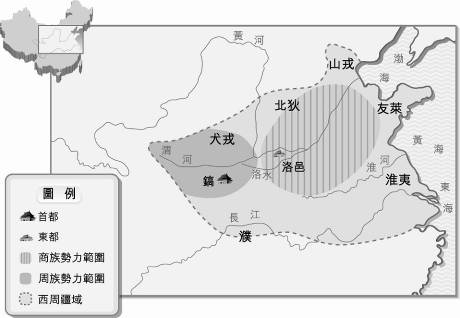 黃河
渤海
山戎
北狄
友萊
黃海
犬戎
渭河
洛邑
洛水
鎬
淮河
淮夷
東海
長江
濮
圖例
首都
東都
商族勢力範圍
周族勢力範圍
西周疆域